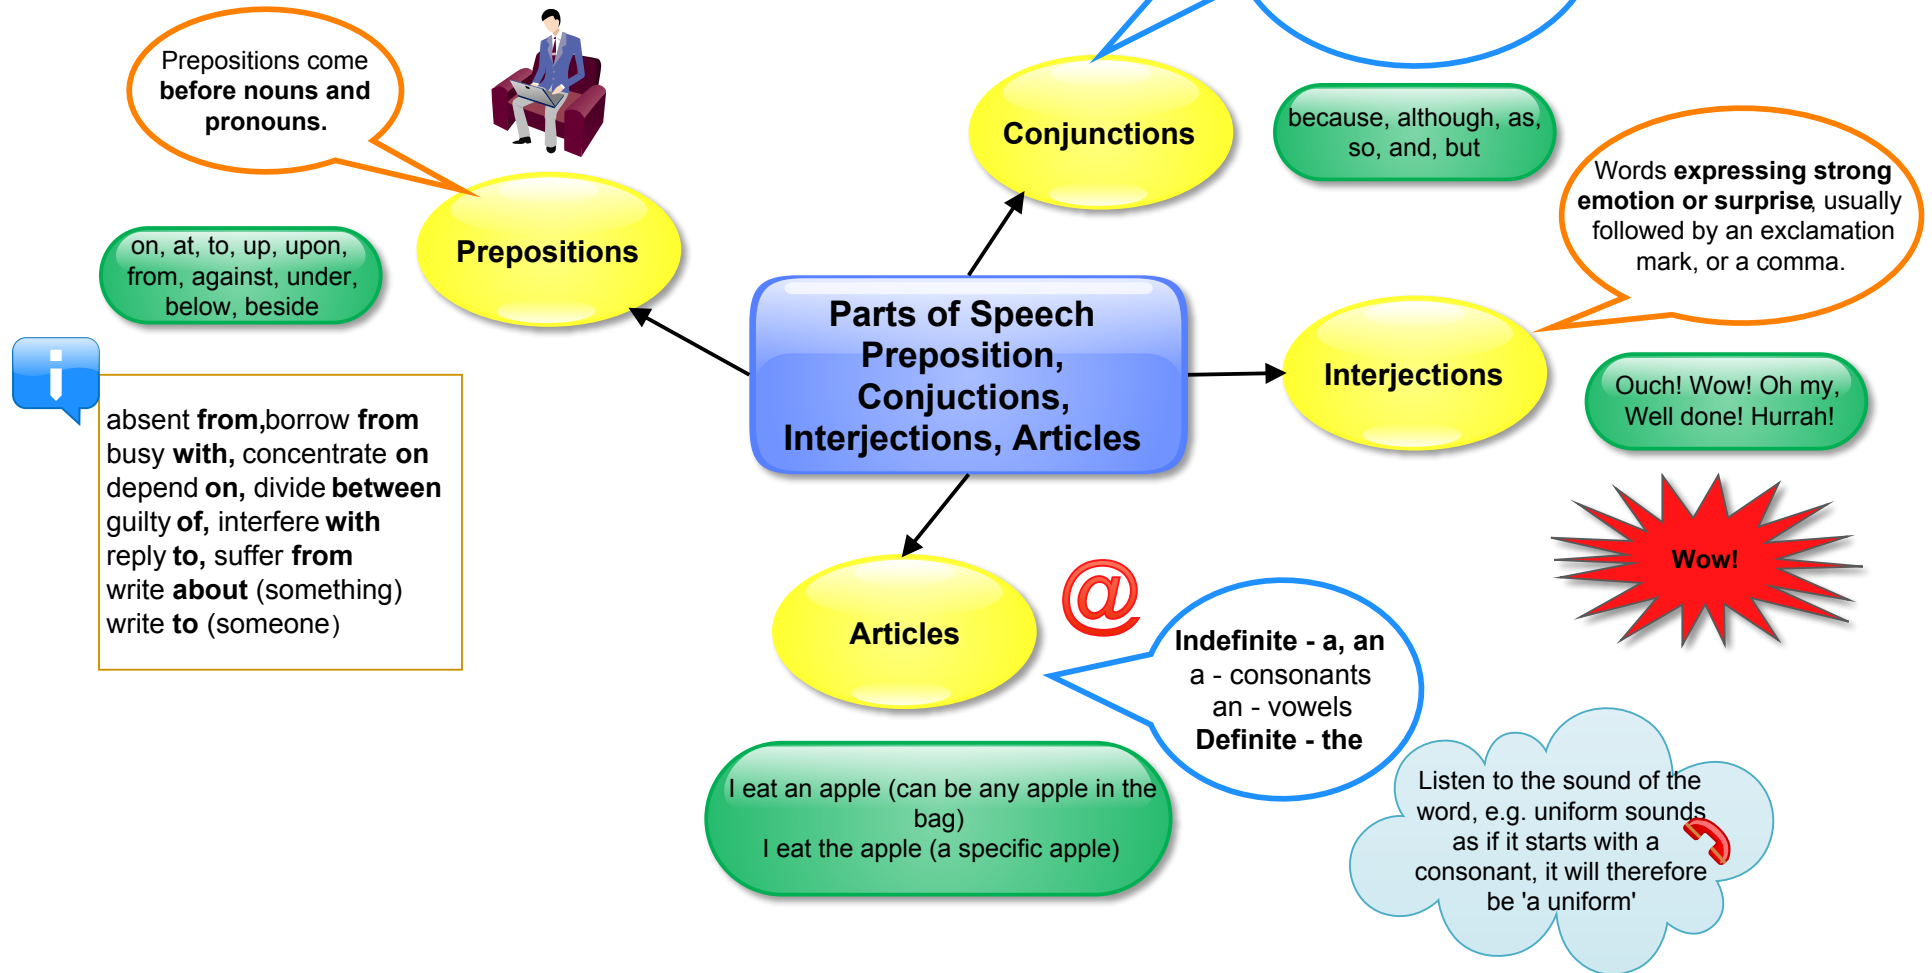 Prepositions come
before nouns and
pronouns.
Prepositions
on, at, to, up, upon,
from, against, under,
below, beside
i
absent from,borrow from
busy with, concentrate on
depend on, divide between
guilty of, interfere with
reply to, suffer from
write about (something)
write to (someone)
Conjunctions
because, although, as,
so, and, but
Parts of Speech
Preposition,
Conjuctions,
Interjections, Articles
Words expressing strong
emotion or surprise, usually
followed by an exclamation
mark, or a comma.
Interjections
Ouch! Wow! Oh my,
Well done! Hurrah!
Wow!
Articles
@
Indefinite - a, an
a - consonants
an - vowels
Definite - the
I eat an apple (can be any apple in the
bag)
I eat the apple (a specific apple)
Listen to the sound of the
word, e.g. uniform sounds
as if it starts with a
consonant, it will therefore
be 'a uniform'